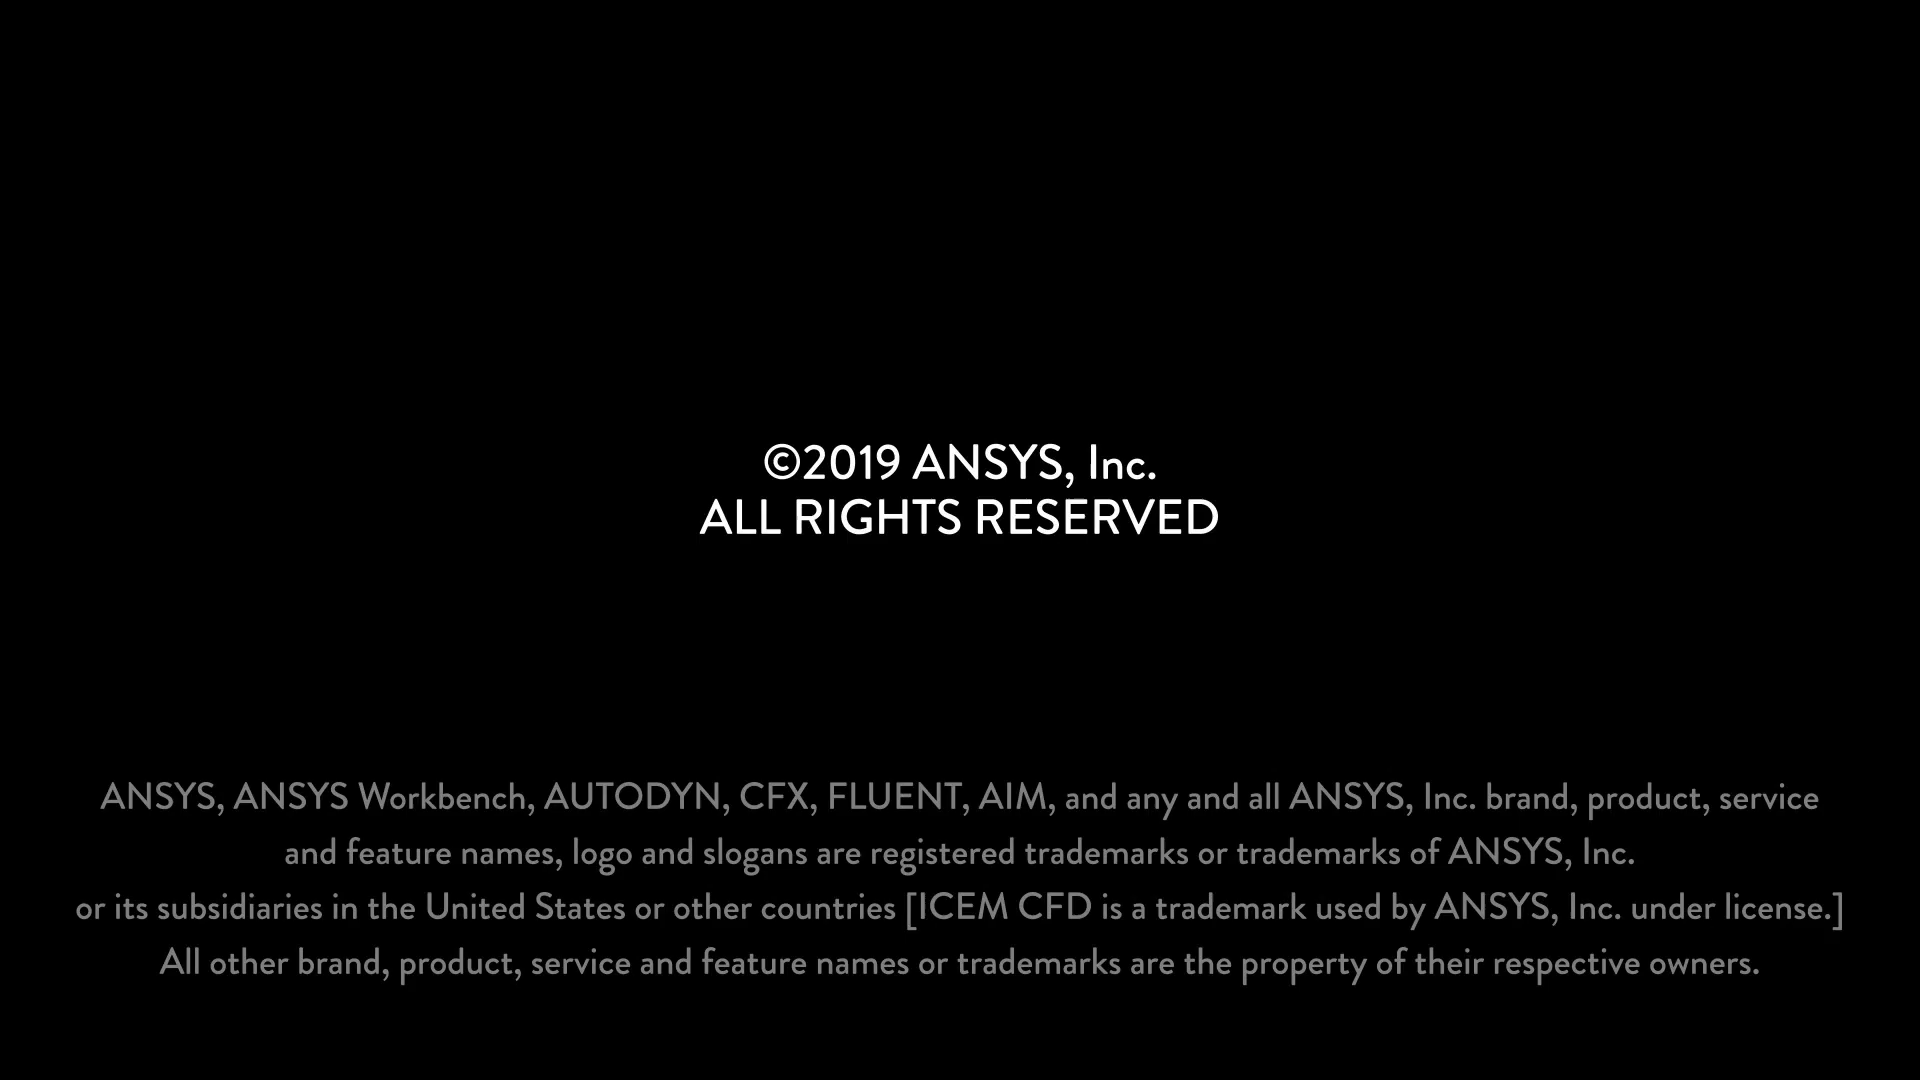 ©2019 ANSYS, Inc.
ALL RIGHTS RESERVED
ANSYS, ANSYS Workbench, AUTODYN, CFX, FLUENT, AIM, and any and all ANSYS, Inc. brand, product, service
and feature names, logo and slogans are registered trademarks or trademarks of ANSYS, Inc.
or its subsidiaries in the United States or other countries [ICEM CFD is a trademark used by ANSYS, Inc. under license.]
All other brand, product, service and feature names or trademarks are the property of their respective owners.